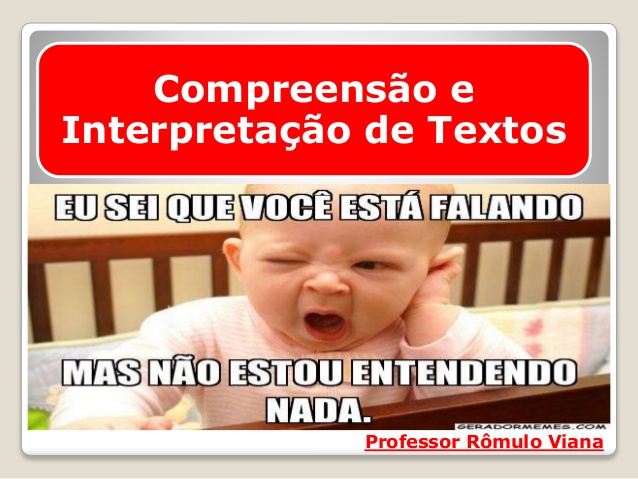 Compreensão e
Interpretação de Textos
EU SEI QUE VOCÊ ESTÁ FALANDO
MAS NÃO ESTOU ENTENDENDO
NADA.
GERADORMEMES.COM
Professor Rômulo Viana